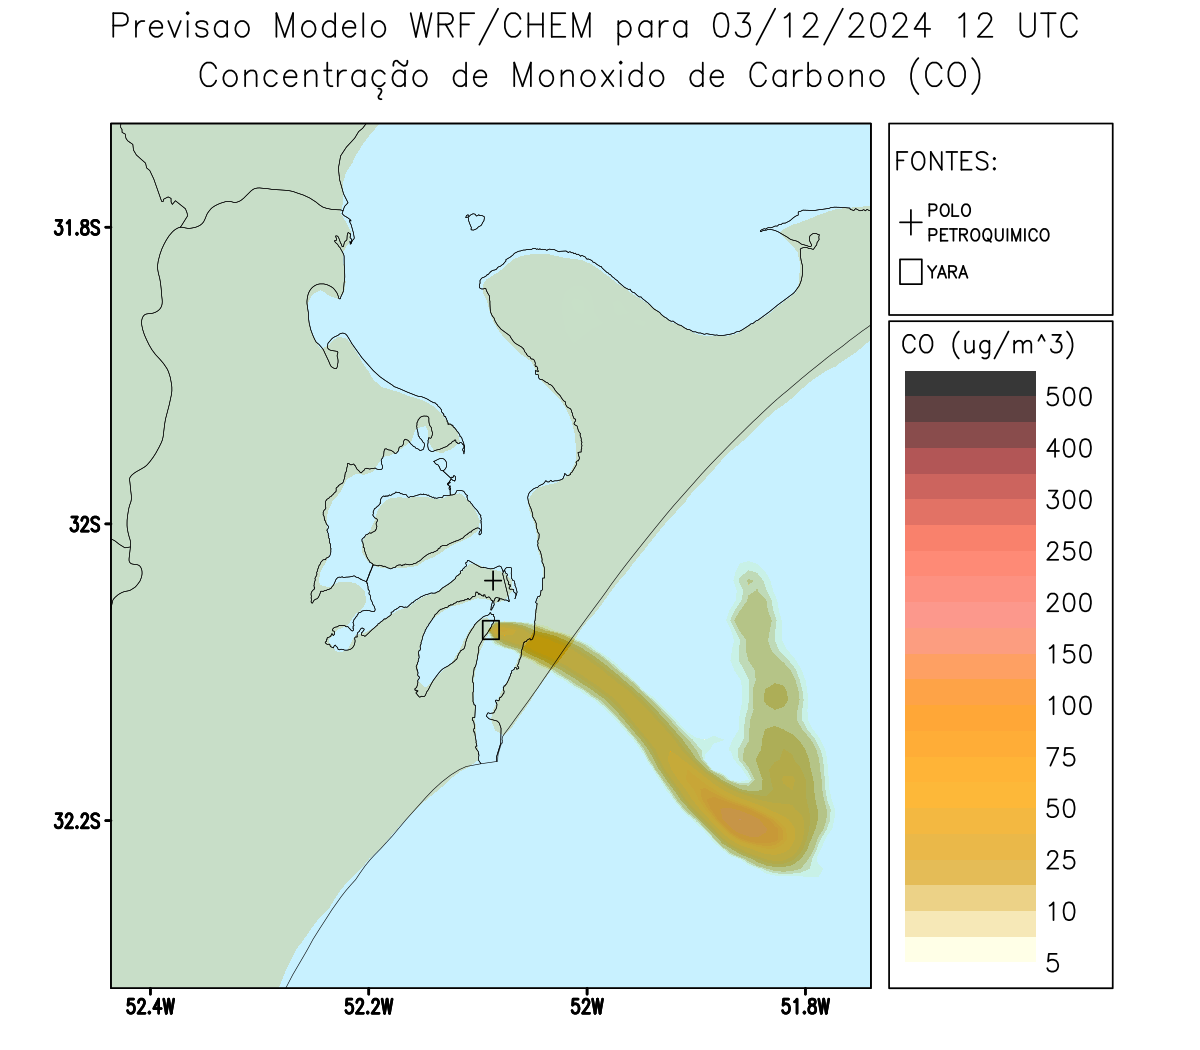 Previsao Modelo WRF/CHEM para 03/12/2024 12 UTC
Concentração de Monoxido de Carbono (CO)
FONTES:
POLO
PETROQUIMICO
YARA
CO (ug/m^3)
500
400
300
250
200
150
100
75
50
25
10
5
31.8S
32S
32.2S
52.4W
52.2W
52W
51.8W